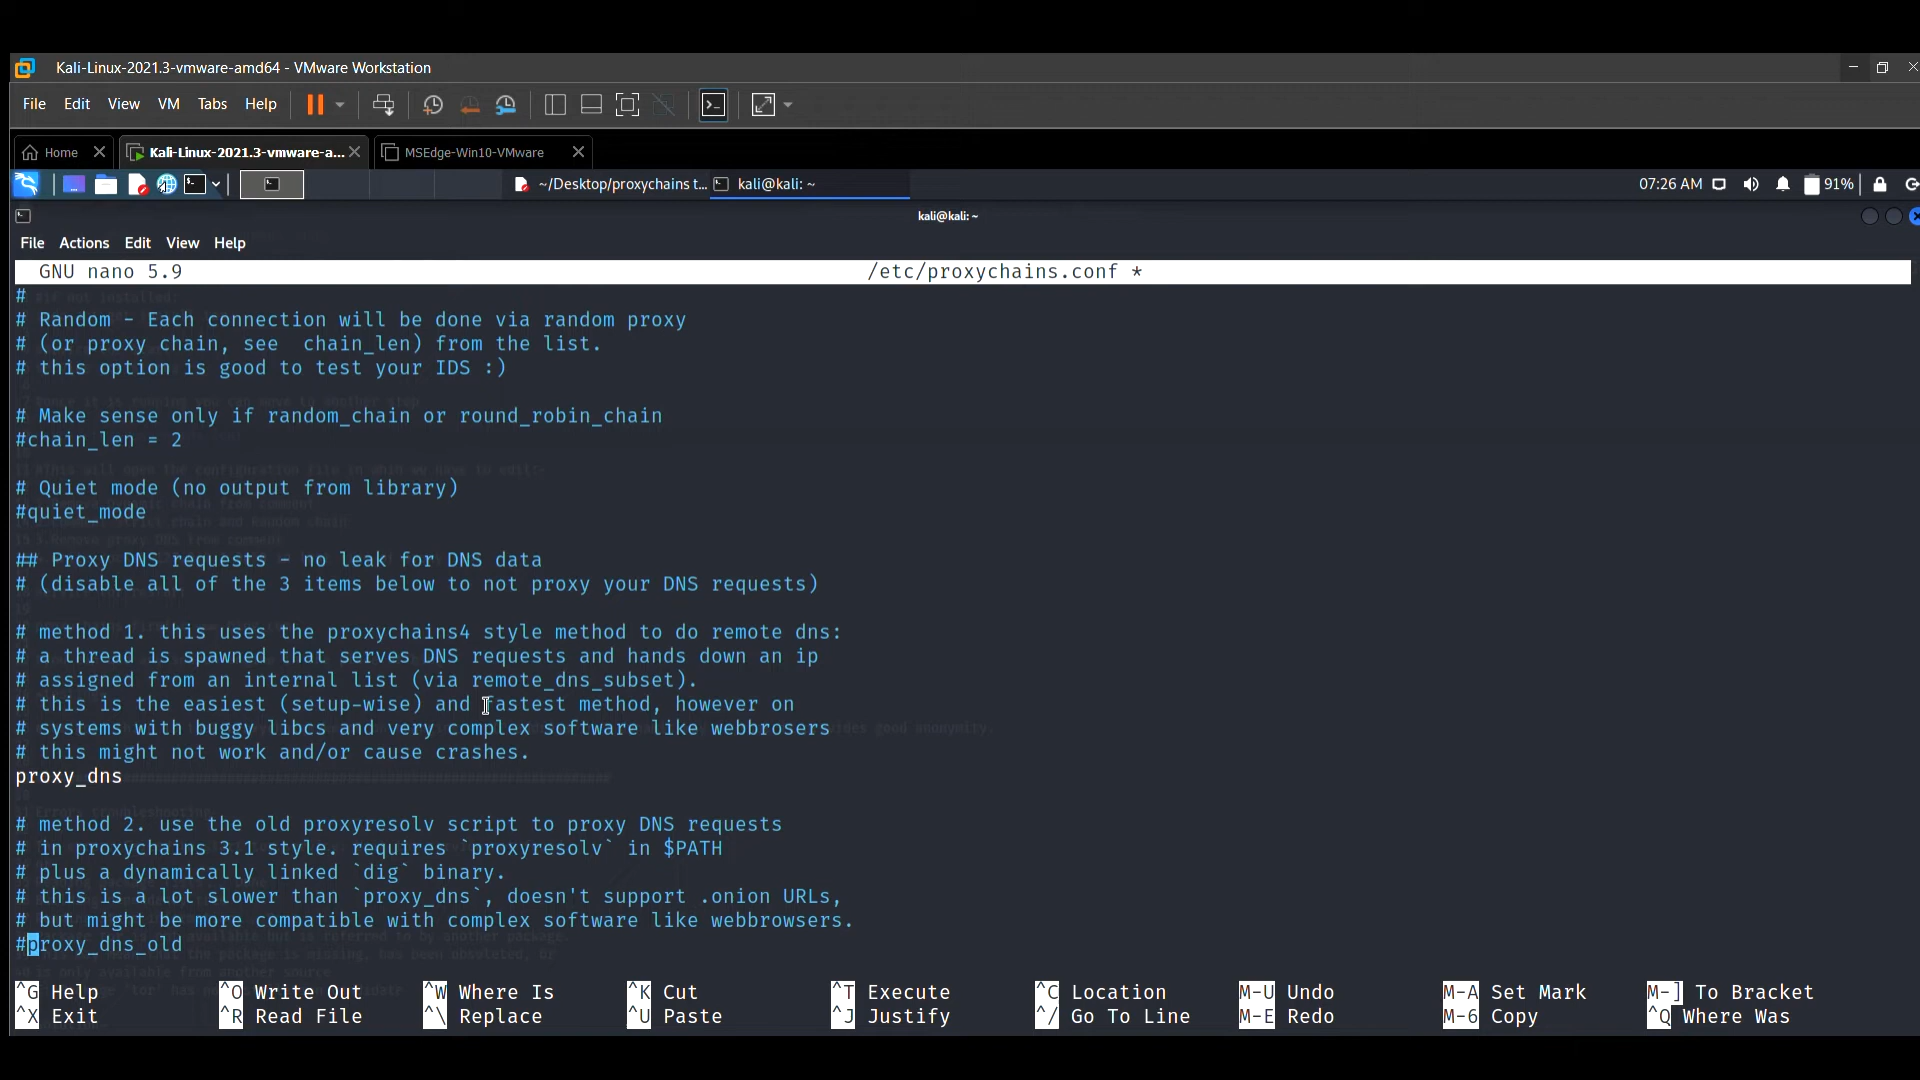 Kali-Linux-2021.3-vmware-amd64 - VMware Workstation
File Edit View VM Tabs Help
Home Kali-Linux-2021.3-vmware-a... MSEdge-Win10-VMware
~/Desktop/proxychains t... kali@kali: ~ 07:26 AM 91%
kali@kali: ~
File Actions Edit View Help
GNU nano 5.9 /etc/proxychains.conf *
#
# Random - Each connection will be done via random proxy
# (or proxy chain, see  chain_len) from the list.
# this option is good to test your IDS :)
# Make sense only if random_chain or round_robin_chain
#chain_len = 2
# Quiet mode (no output from library)
#quiet_mode
## Proxy DNS requests - no leak for DNS data
# (disable all of the 3 items below to not proxy your DNS requests)
# method 1. this uses the proxychains4 style method to do remote dns:
# a thread is spawned that serves DNS requests and hands down an ip
# assigned from an internal list (via remote_dns_subset).
# this is the easiest (setup-wise) and fastest method, however on
# systems with buggy libcs and very complex software like webbrosers
# this might not work and/or cause crashes.
proxy_dns
# method 2. use the old proxyresolv script to proxy DNS requests
# in proxychains 3.1 style. requires `proxyresolv` in $PATH
# plus a dynamically linked `dig` binary.
# this is a lot slower than `proxy_dns`, doesn't support .onion URLs,
# but might be more compatible with complex software like webbrowsers.
#proxy_dns_old
^G Help ^O Write Out ^W Where Is ^K Cut ^T Execute ^C Location M-U Undo M-A Set Mark M-] To Bracket
^X Exit ^R Read File ^\ Replace ^U Paste ^J Justify ^/ Go To Line M-E Redo M-6 Copy ^Q Where Was